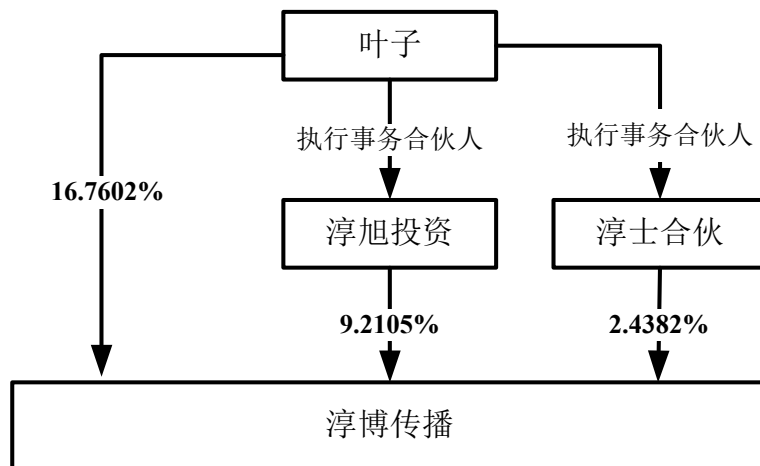 叶子
执行事务合伙人
执行事务合伙人
16.7602%
淳旭投资
淳士合伙
9.2105%
2.4382%
淳博传播